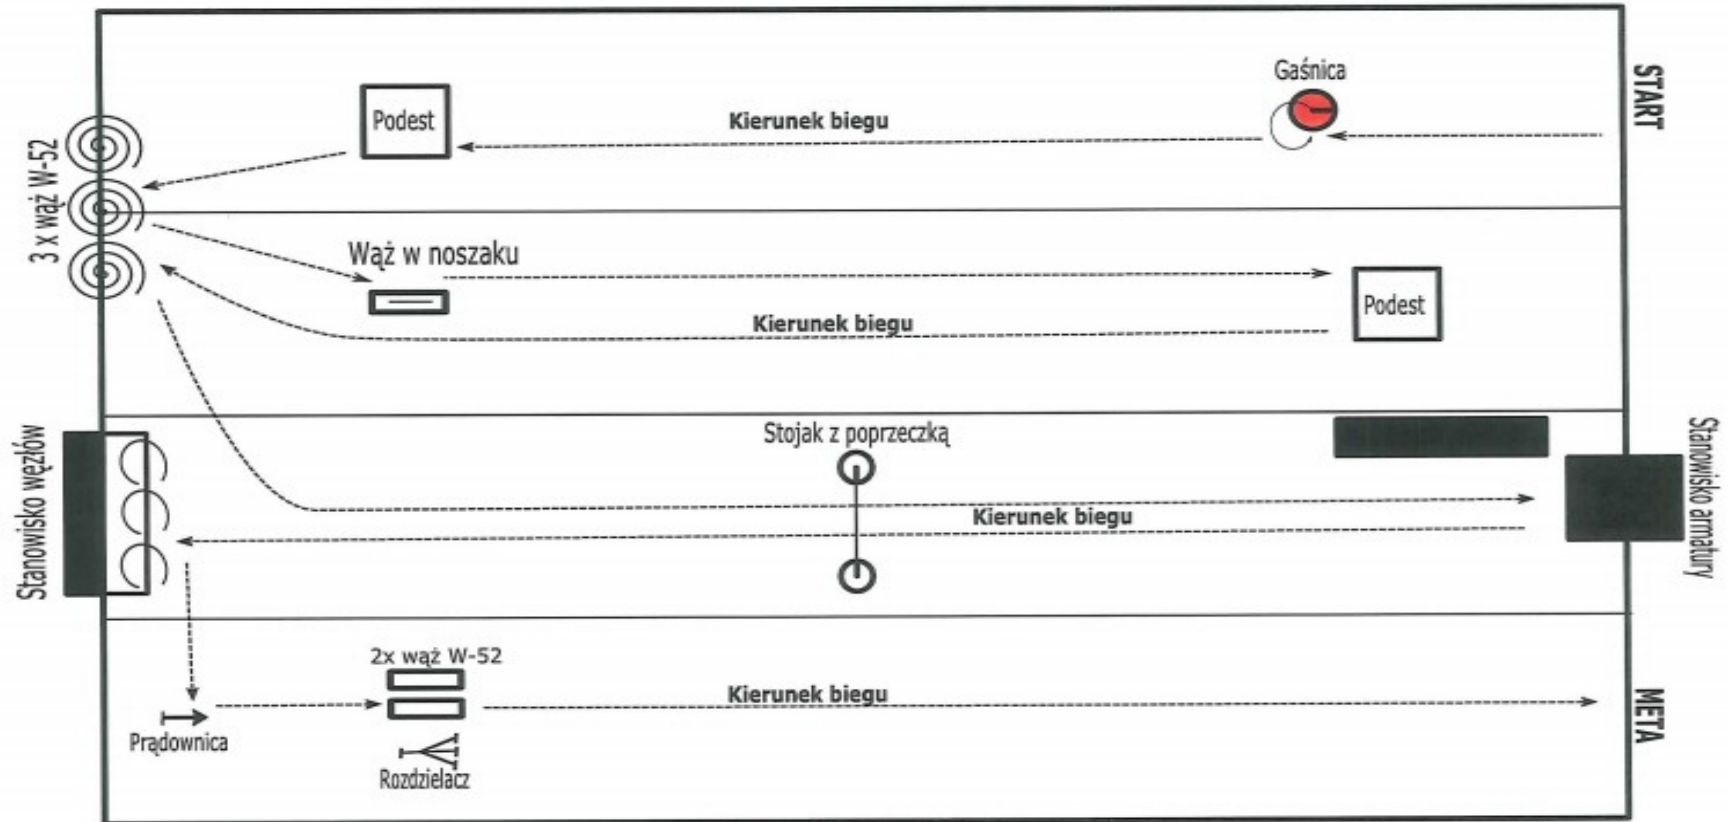 Gaśnica
START
Podest
Kierunek biegu
3 x wąż W-52
Wąż w noszaku
Podest
Kierunek biegu
Stanowisko węzłów
Stojak z poprzeczką
Kierunek biegu
Stanowisko armatury
2x wąż W-52
Kierunek biegu
META
Prądownica
Rozdzielacz